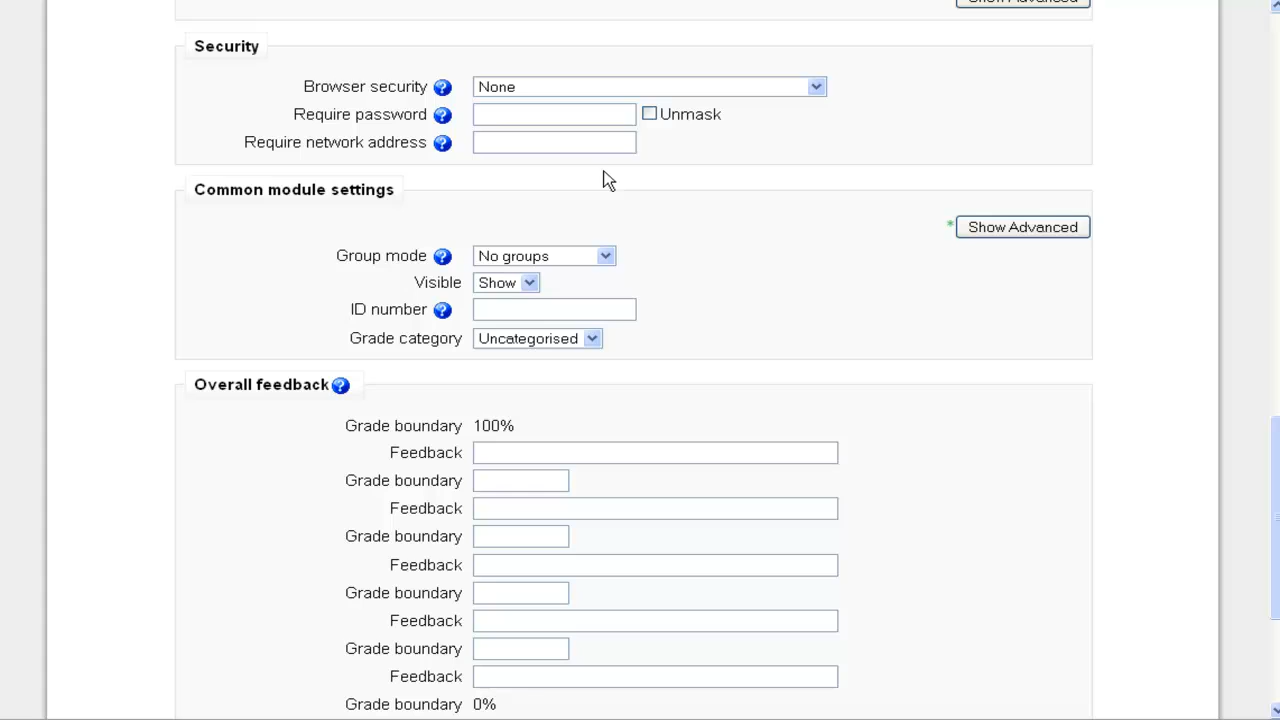 Show Advanced
Security
Browser security None
Require password Unmask
Require network address
Common module settings
* Show Advanced
Group mode No groups
Visible Show
ID number
Grade category Uncategorised
Overall feedback
Grade boundary 100%
Feedback
Grade boundary
Feedback
Grade boundary
Feedback
Grade boundary
Feedback
Grade boundary
Feedback
Grade boundary 0%